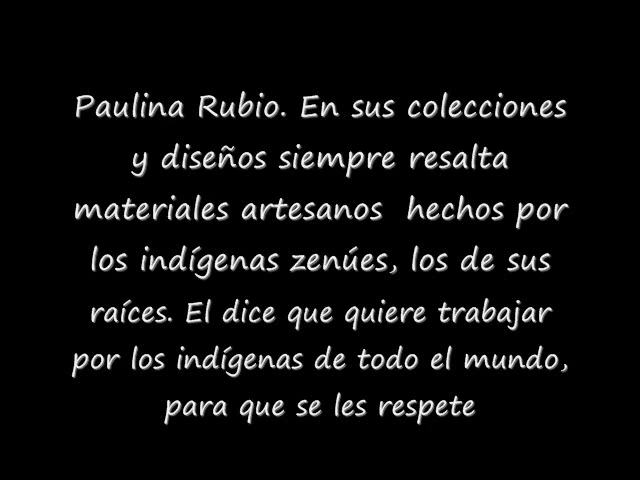 Paulina Rubio. En sus colecciones
y diseños siempre resalta
materiales artesanos  hechos por
los indígenas zenúes, los de sus
raíces. El dice que quiere trabajar
por los indígenas de todo el mundo,
para que se les respete